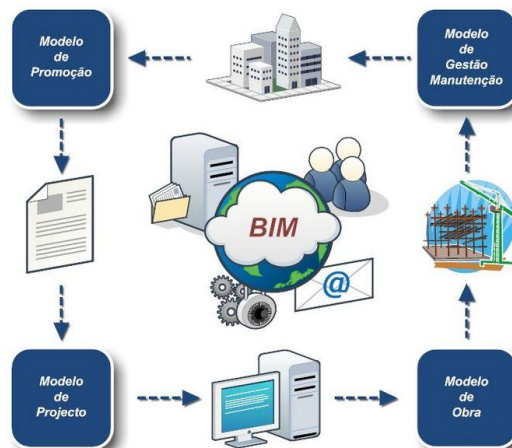 Modelo
de
Promoção
Modelo
de
Gestão
Manutenção
BIM
@
Modelo
de
Projecto
Modelo
de
Obra